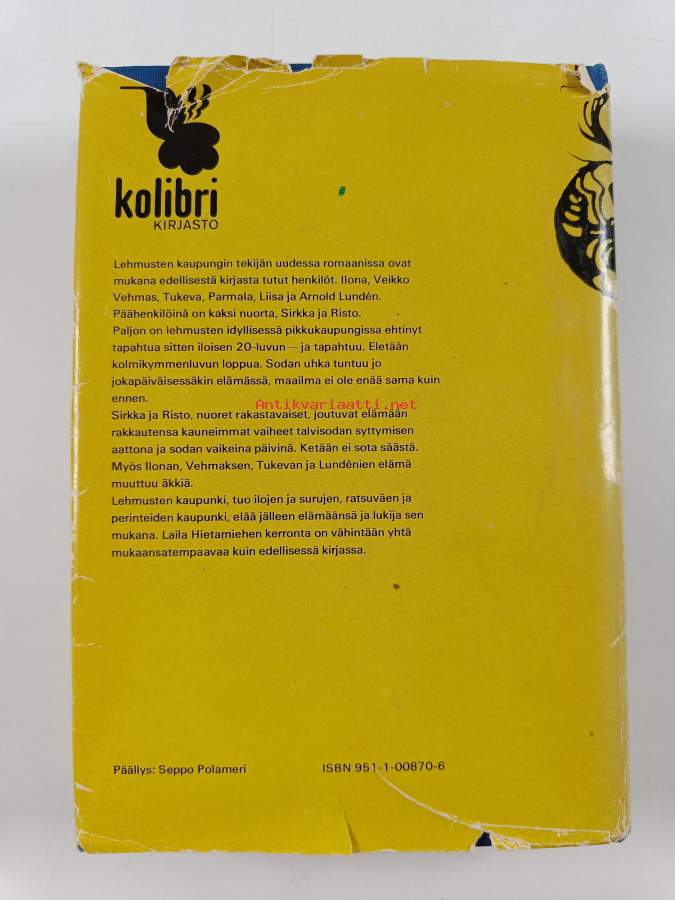 kolibri
KIRJASTO
Lehmusten kaupungin tekijän uudessa romaanissa ovat
mukana edellisestä kirjasta tutut henkilöt. Ilona, Veikko
Vehmas, Tukeva, Parmala, Liisa ja Arnold Lundén.
Päähenkilöinä on kaksi nuorta, Sirkka ja Risto.
Paljon on lehmusten idyllisessä pikkukaupungissa ehtinyt
tapahtua sitten iloisen 20-luvun — ja tapahtuu. Eletään
kolmikymmenluvun loppua. Sodan uhka tuntuu jo
jokapäiväisessäkin elämässä, maailma ei ole enää sama kuin
ennen.
Antikvariaatti.net
Sirkka ja Risto, nuoret rakastavaiset, joutuvat elämään
rakkautensa kauneimmat vaiheet talvisodan syttymisen
aattona ja sodan vaikeina päivinä. Ketään ei sota säästä.
Myös Ilonan, Vehmaksen, Tukevan ja Lundénien elämä
muuttuu äkkiä.
Lehmusten kaupunki, tuo ilojen ja surujen, ratsuväen ja
perinteiden kaupunki, elää jälleen elämäänsä ja lukija sen
mukana. Laila Hietamiehen kerronta on vähintään yhtä
mukaansatempaavaa kuin edellisessä kirjassa.
Päällys: Seppo Polameri
ISBN 951-1-00870-6